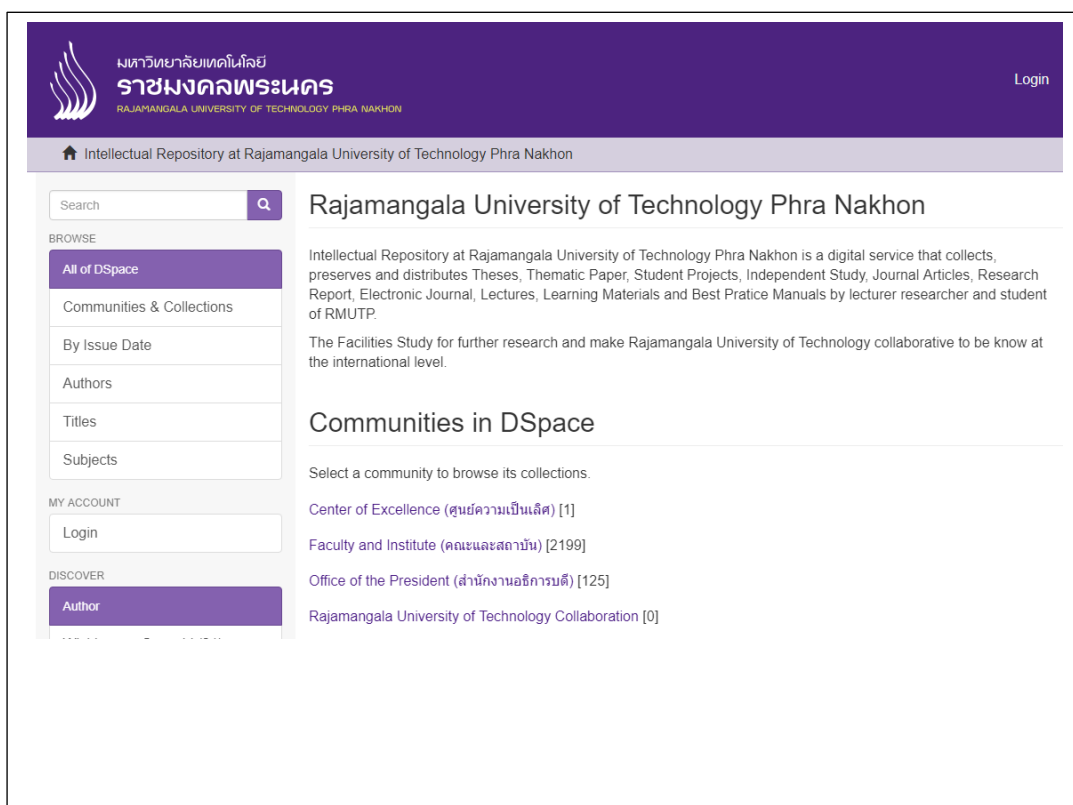 มหาวิทยาลัยเทคโนโลยี
ราชมงคลพระนคร
RAJAMANGALA UNIVERSITY OF TECHNOLOGY PHRA NAKHON
Login
Intellectual Repository at Rajamangala University of Technology Phra Nakhon
Search
BROWSE
All of DSpace
Communities & Collections
By Issue Date
Authors
Titles
Subjects
MY ACCOUNT
Login
DISCOVER
Author
Rajamangala University of Technology Phra Nakhon
Intellectual Repository at Rajamangala University of Technology Phra Nakhon is a digital service that collects,
preserves and distributes Theses, Thematic Paper, Student Projects, Independent Study, Journal Articles, Research
Report, Electronic Journal, Lectures, Learning Materials and Best Pratice Manuals by lecturer researcher and student
of RMUTP.
The Facilities Study for further research and make Rajamangala University of Technology collaborative to be know at
the international level.
Communities in DSpace
Select a community to browse its collections.
Center of Excellence (ศูนย์ความเป็นเลิศ) [1]
Faculty and Institute (คณะและสถาบัน) [2199]
Office of the President (สำนักงานอธิการบดี) [125]
Rajamangala University of Technology Collaboration [0]